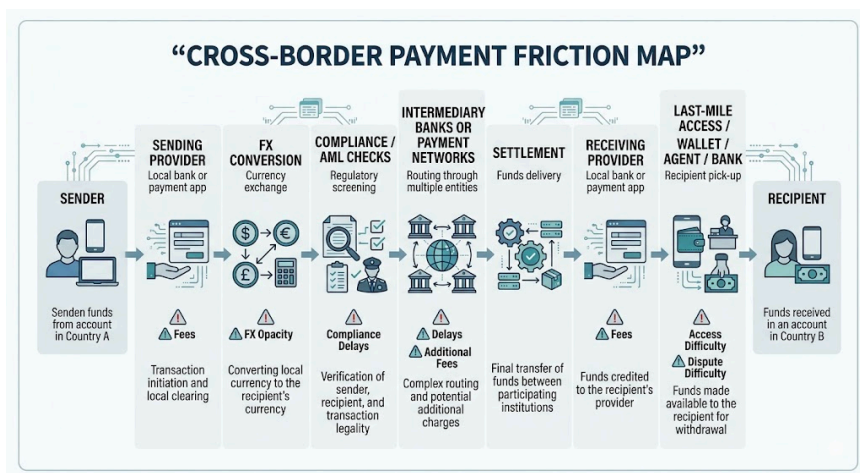 “CROSS-BORDER PAYMENT FRICTION MAP”
SENDER
Senden funds
from account
in Country A
SENDING
PROVIDER
Local bank or
payment app
Fees
Transaction
initiation and
local clearing
FX
CONVERSION
Currency
exchange
$
€
£
FX Opacity
Converting local
currency to the
recipient's
currency
COMPLIANCE /
AML CHECKS
Regulatory
screening
Compliance
Delays
Verification of
sender,
recipient, and
transaction
legality
INTERMEDIARY
BANKS OR
PAYMENT
NETWORKS
Routing through
multiple entities
Delays
Additional
Fees
Complex routing
and potential
additional
charges
SETTLEMENT
Funds delivery
Final transfer of
funds between
participating
institutions
RECEIVING
PROVIDER
Local bank or
payment app
Fees
Funds credited
to the recipient's
provider
LAST-MILE
ACCESS /
WALLET /
AGENT / BANK
Recipient pick-up
Access
Difficulty
Dispute
Difficulty
Funds made
available to the
recipient for
withdrawal
RECIPIENT
Funds received
in an account
in Country B